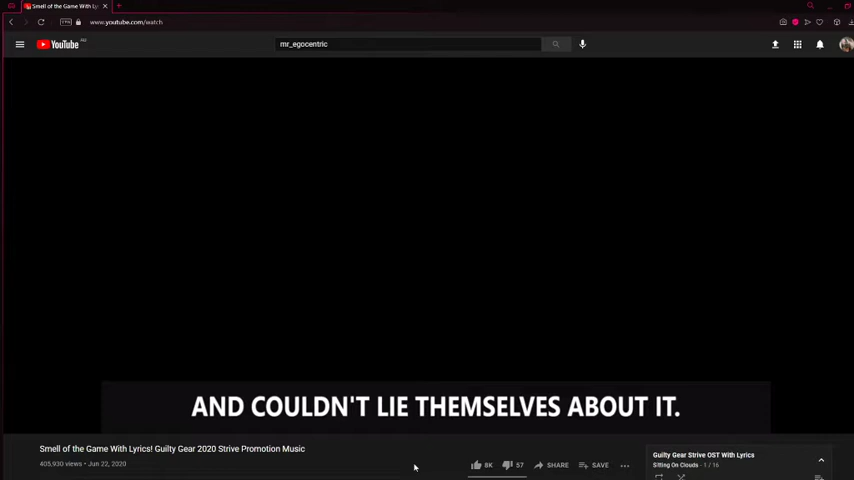 Smell of the Game With Ly
VPN
www.youtube.com/watch
YouTube
mr_egocentric
AND COULDN'T LIE THEMSELVES ABOUT IT.
Smell of the Game With Lyrics! Guilty Gear 2020 Strive Promotion Music
405,930 views • Jun 22, 2020
8K
57
SHARE
SAVE
Guilty Gear Strive OST With Lyrics
Sitting On Clouds - 1 / 16